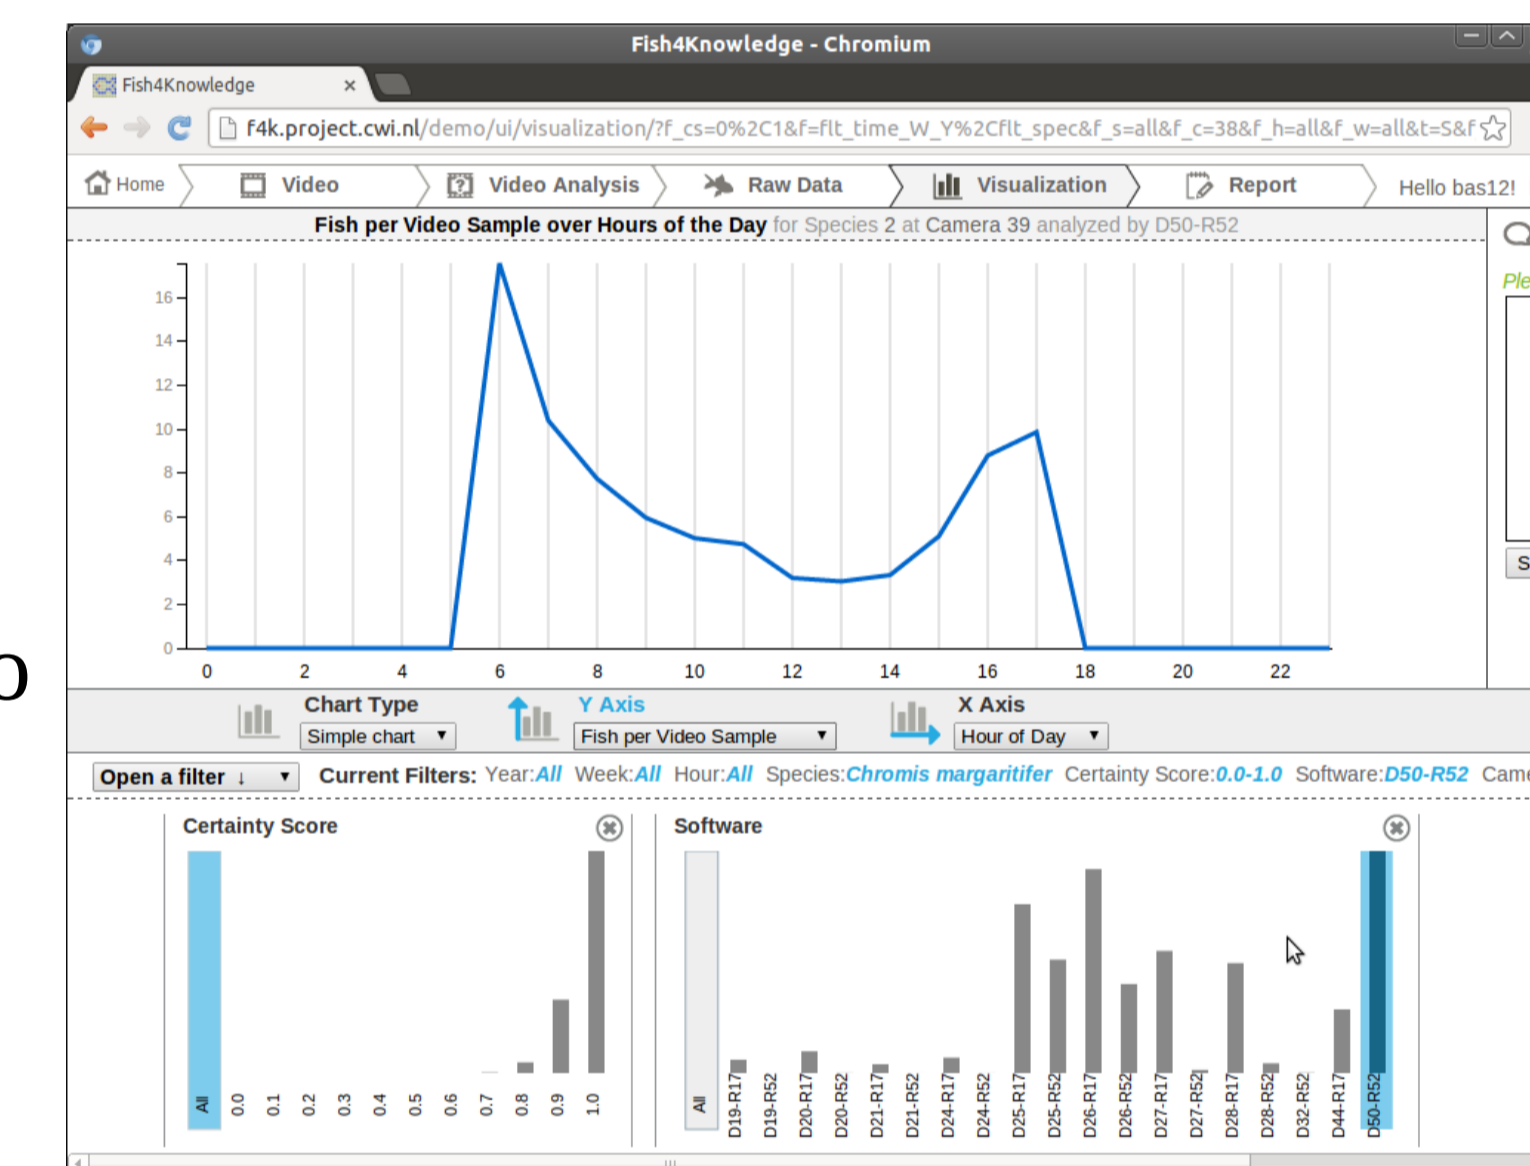 Fish4Knowledge - Chromium
Fish4Knowledge
f4k.project.cwi.nl/demo/ui/visualization/?f_cs=0%2C1&f=flt_time_W_Y%2Cflt_spec&f_s=all&f_c=38&f_h=all&f_w=all&t=S&f
Home Video Video Analysis Raw Data Visualization Report Hello bas12!
Fish per Video Sample over Hours of the Day for Species 2 at Camera 39 analyzed by D50-R52
Ple
16
14
12
10
8
6
4
2
0
S
0 2 4 6 8 10 12 14 16 18 20 22
o
Chart Type Y Axis X Axis
Simple chart Fish per Video Sample Hour of Day
Open a filter ↓ Current Filters: Year:All Week:All Hour:All Species:Chromis margaritifer Certainty Score:0.0-1.0 Software:D50-R52 Came
Certainty Score Software
All 0.0 0.1 0.2 0.3 0.4 0.5 0.6 0.7 0.8 0.9 1.0
All D19-R17 D19-R52 D20-R17 D20-R52 D21-R17 D21-R52 D24-R17 D24-R52 D25-R17 D25-R52 D26-R17 D26-R52 D27-R17 D27-R52 D28-R17 D28-R52 D32-R52 D44-R17 D50-R52